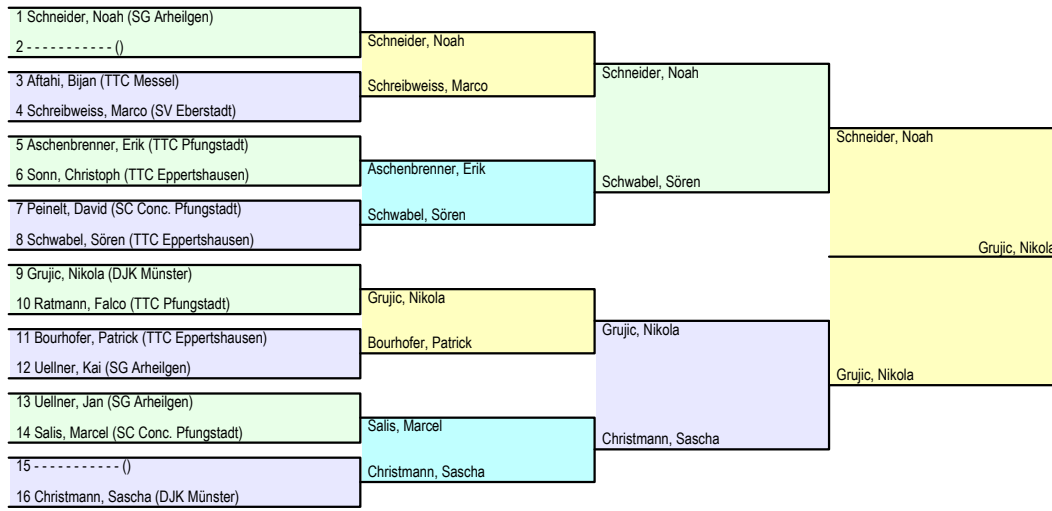 1 Schneider, Noah (SG Arheilgen)
2 - - - - - - - - - - - ()
3 Aftahi, Bijan (TTC Messel)
4 Schreibweiss, Marco (SV Eberstadt)
5 Aschenbrenner, Erik (TTC Pfungstadt)
6 Sonn, Christoph (TTC Eppertshausen)
7 Peinelt, David (SC Conc. Pfungstadt)
8 Schwabel, Sören (TTC Eppertshausen)
9 Grujic, Nikola (DJK Münster)
10 Ratmann, Falco (TTC Pfungstadt)
11 Bourhofer, Patrick (TTC Eppertshausen)
12 Uellner, Kai (SG Arheilgen)
13 Uellner, Jan (SG Arheilgen)
14 Salis, Marcel (SC Conc. Pfungstadt)
15 - - - - - - - - - - - ()
16 Christmann, Sascha (DJK Münster)
Schneider, Noah
Schreibweiss, Marco
Aschenbrenner, Erik
Schwabel, Sören
Grujic, Nikola
Bourhofer, Patrick
Salis, Marcel
Christmann, Sascha
Schneider, Noah
Schwabel, Sören
Grujic, Nikola
Christmann, Sascha
Schneider, Noah
Grujic, Nikola
Grujic, Nikola